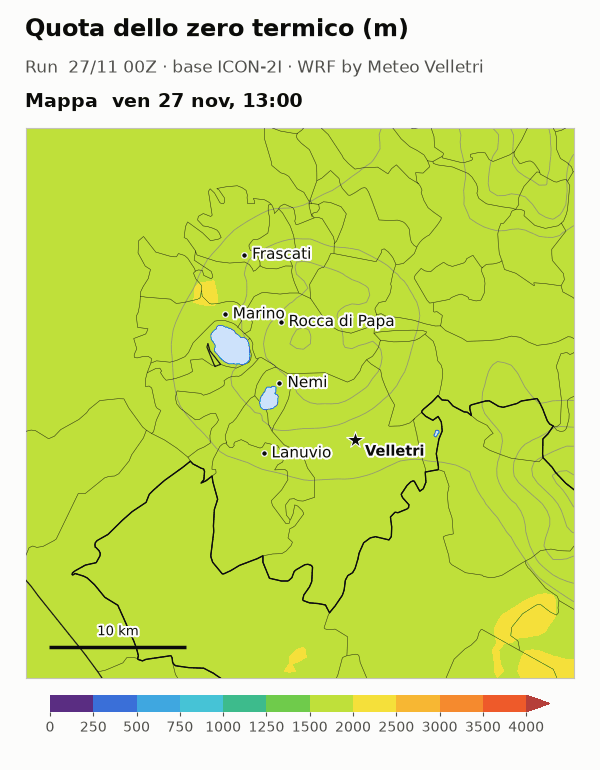 Quota dello zero termico (m)
Run  27/11 00Z · base ICON-2I · WRF by Meteo Velletri
Mappa  ven 27 nov, 13:00
Frascati
Marino
Rocca di Papa
Nemi
Velletri
Lanuvio
10 km
0 250 500 750 1000 1250 1500 2000 2500 3000 3500 4000